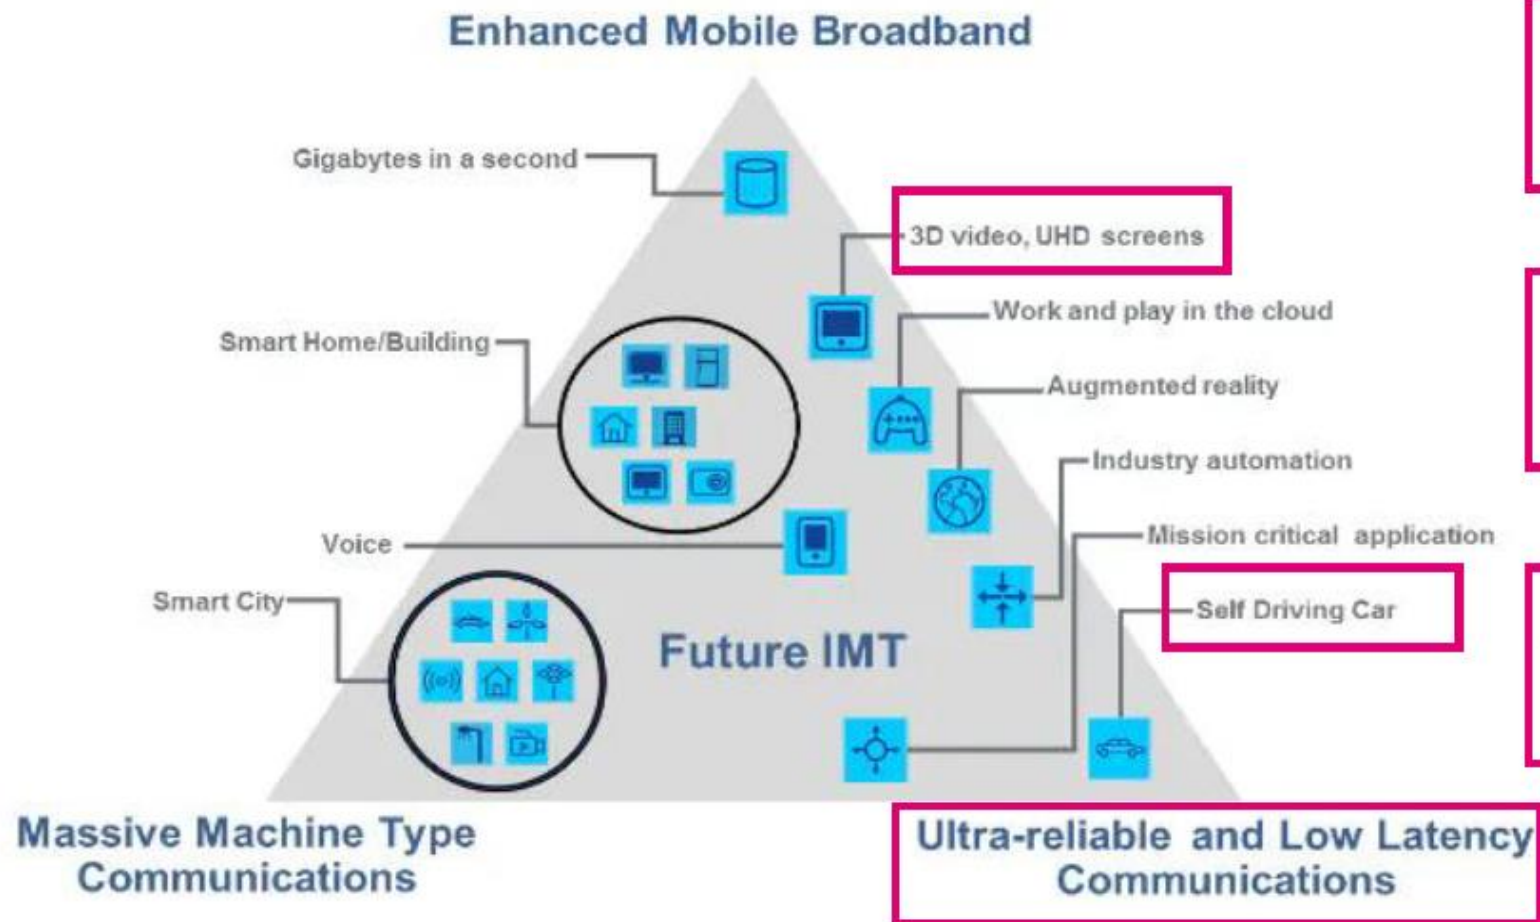 Enhanced Mobile Broadband
Gigabytes in a second
3D video, UHD screens
Work and play in the cloud
Smart Home/Building
Augmented reality
Industry automation
Mission critical application
Voice
Smart City
Self Driving Car
Future IMT
Massive Machine Type
Communications
Ultra-reliable and Low Latency
Communications